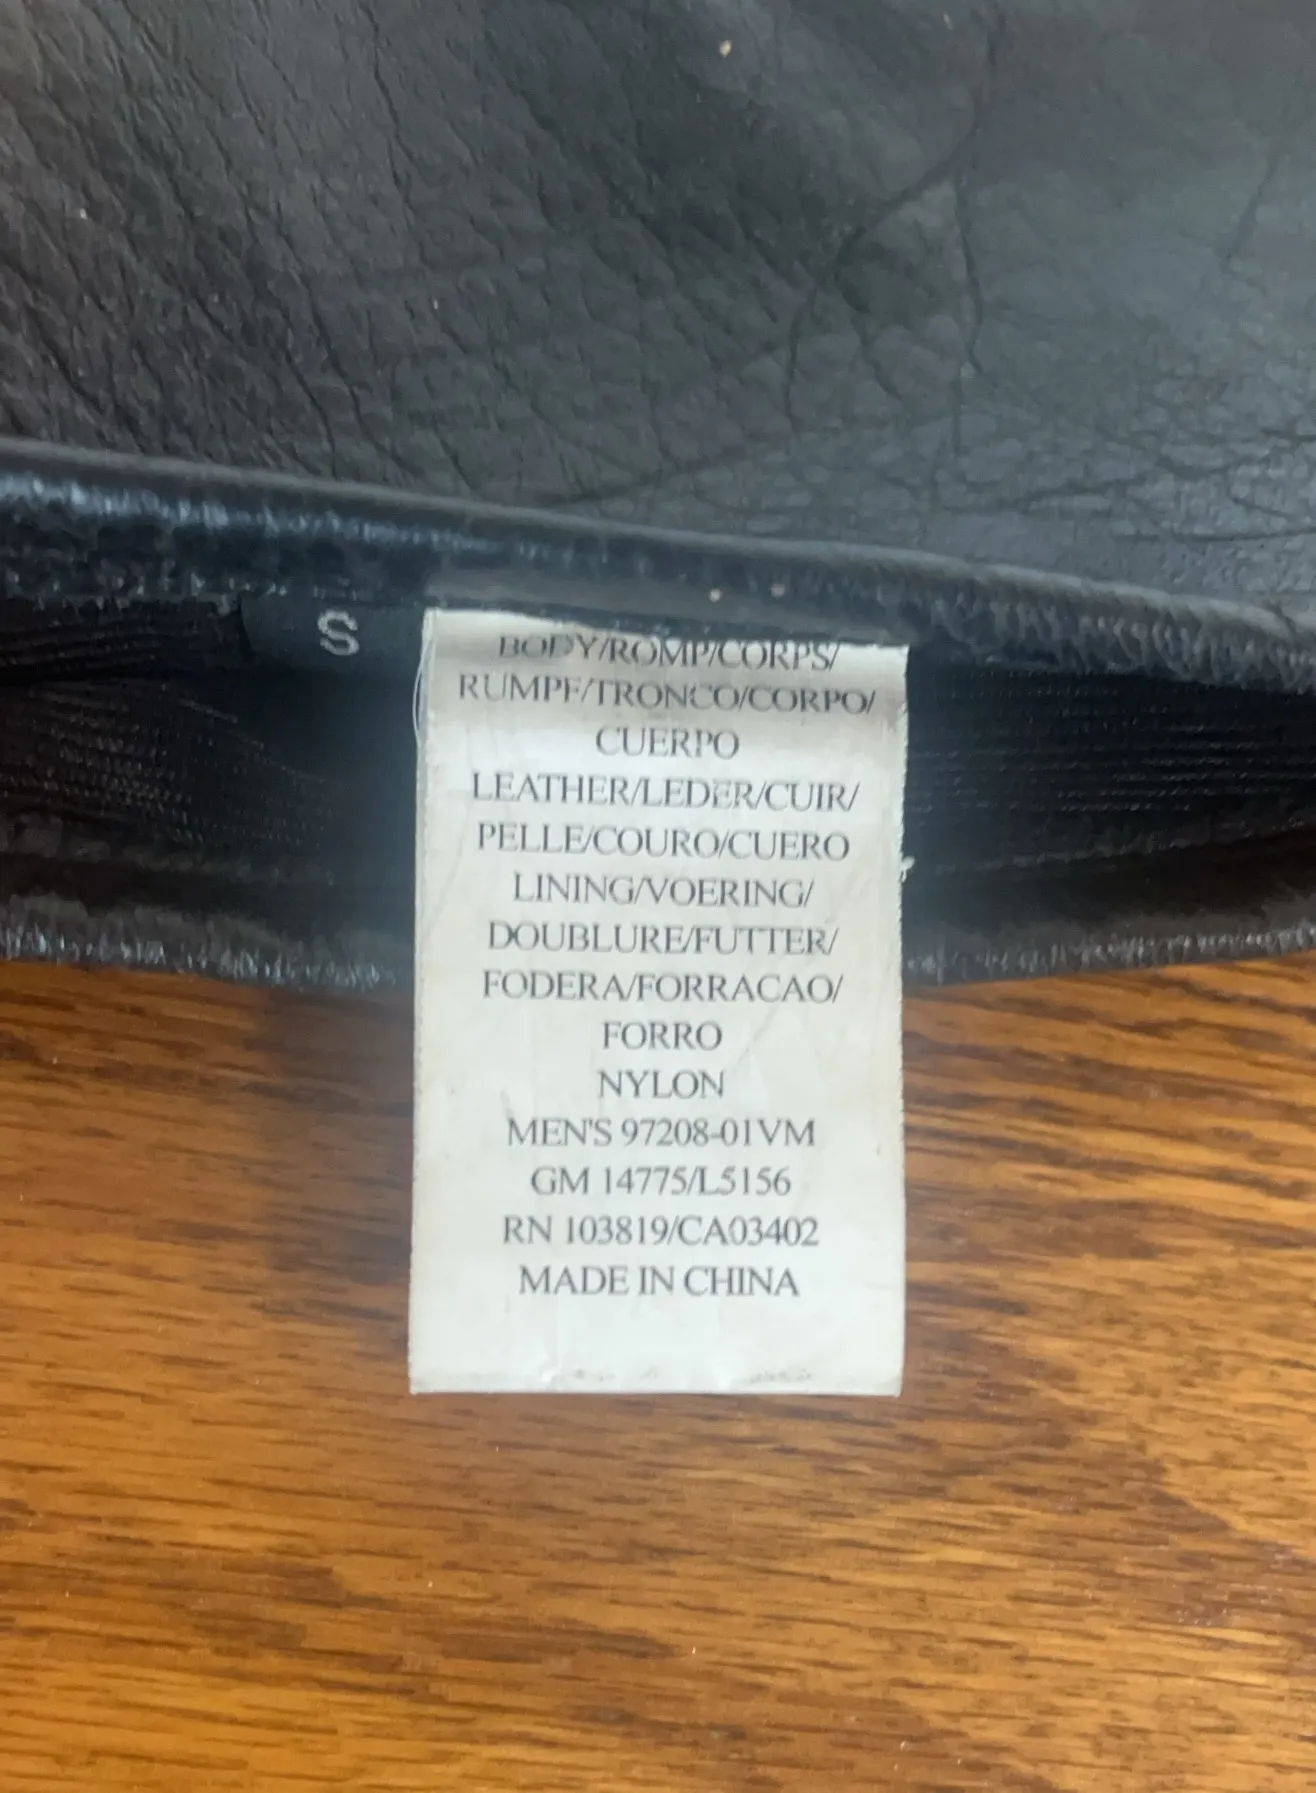 S
BODY/ROMP/CORPS/
RUMPF/TRONCO/CORPO/
CUERPO
LEATHER/LEDER/CUIR/
PELLE/COURO/CUERO
LINING/VOERING/
DOUBLURE/FUTTER/
FODERA/FORRACAO/
FORRO
NYLON
MEN'S 97208-01VM
GM 14775/L5156
RN 103819/CA03402
MADE IN CHINA